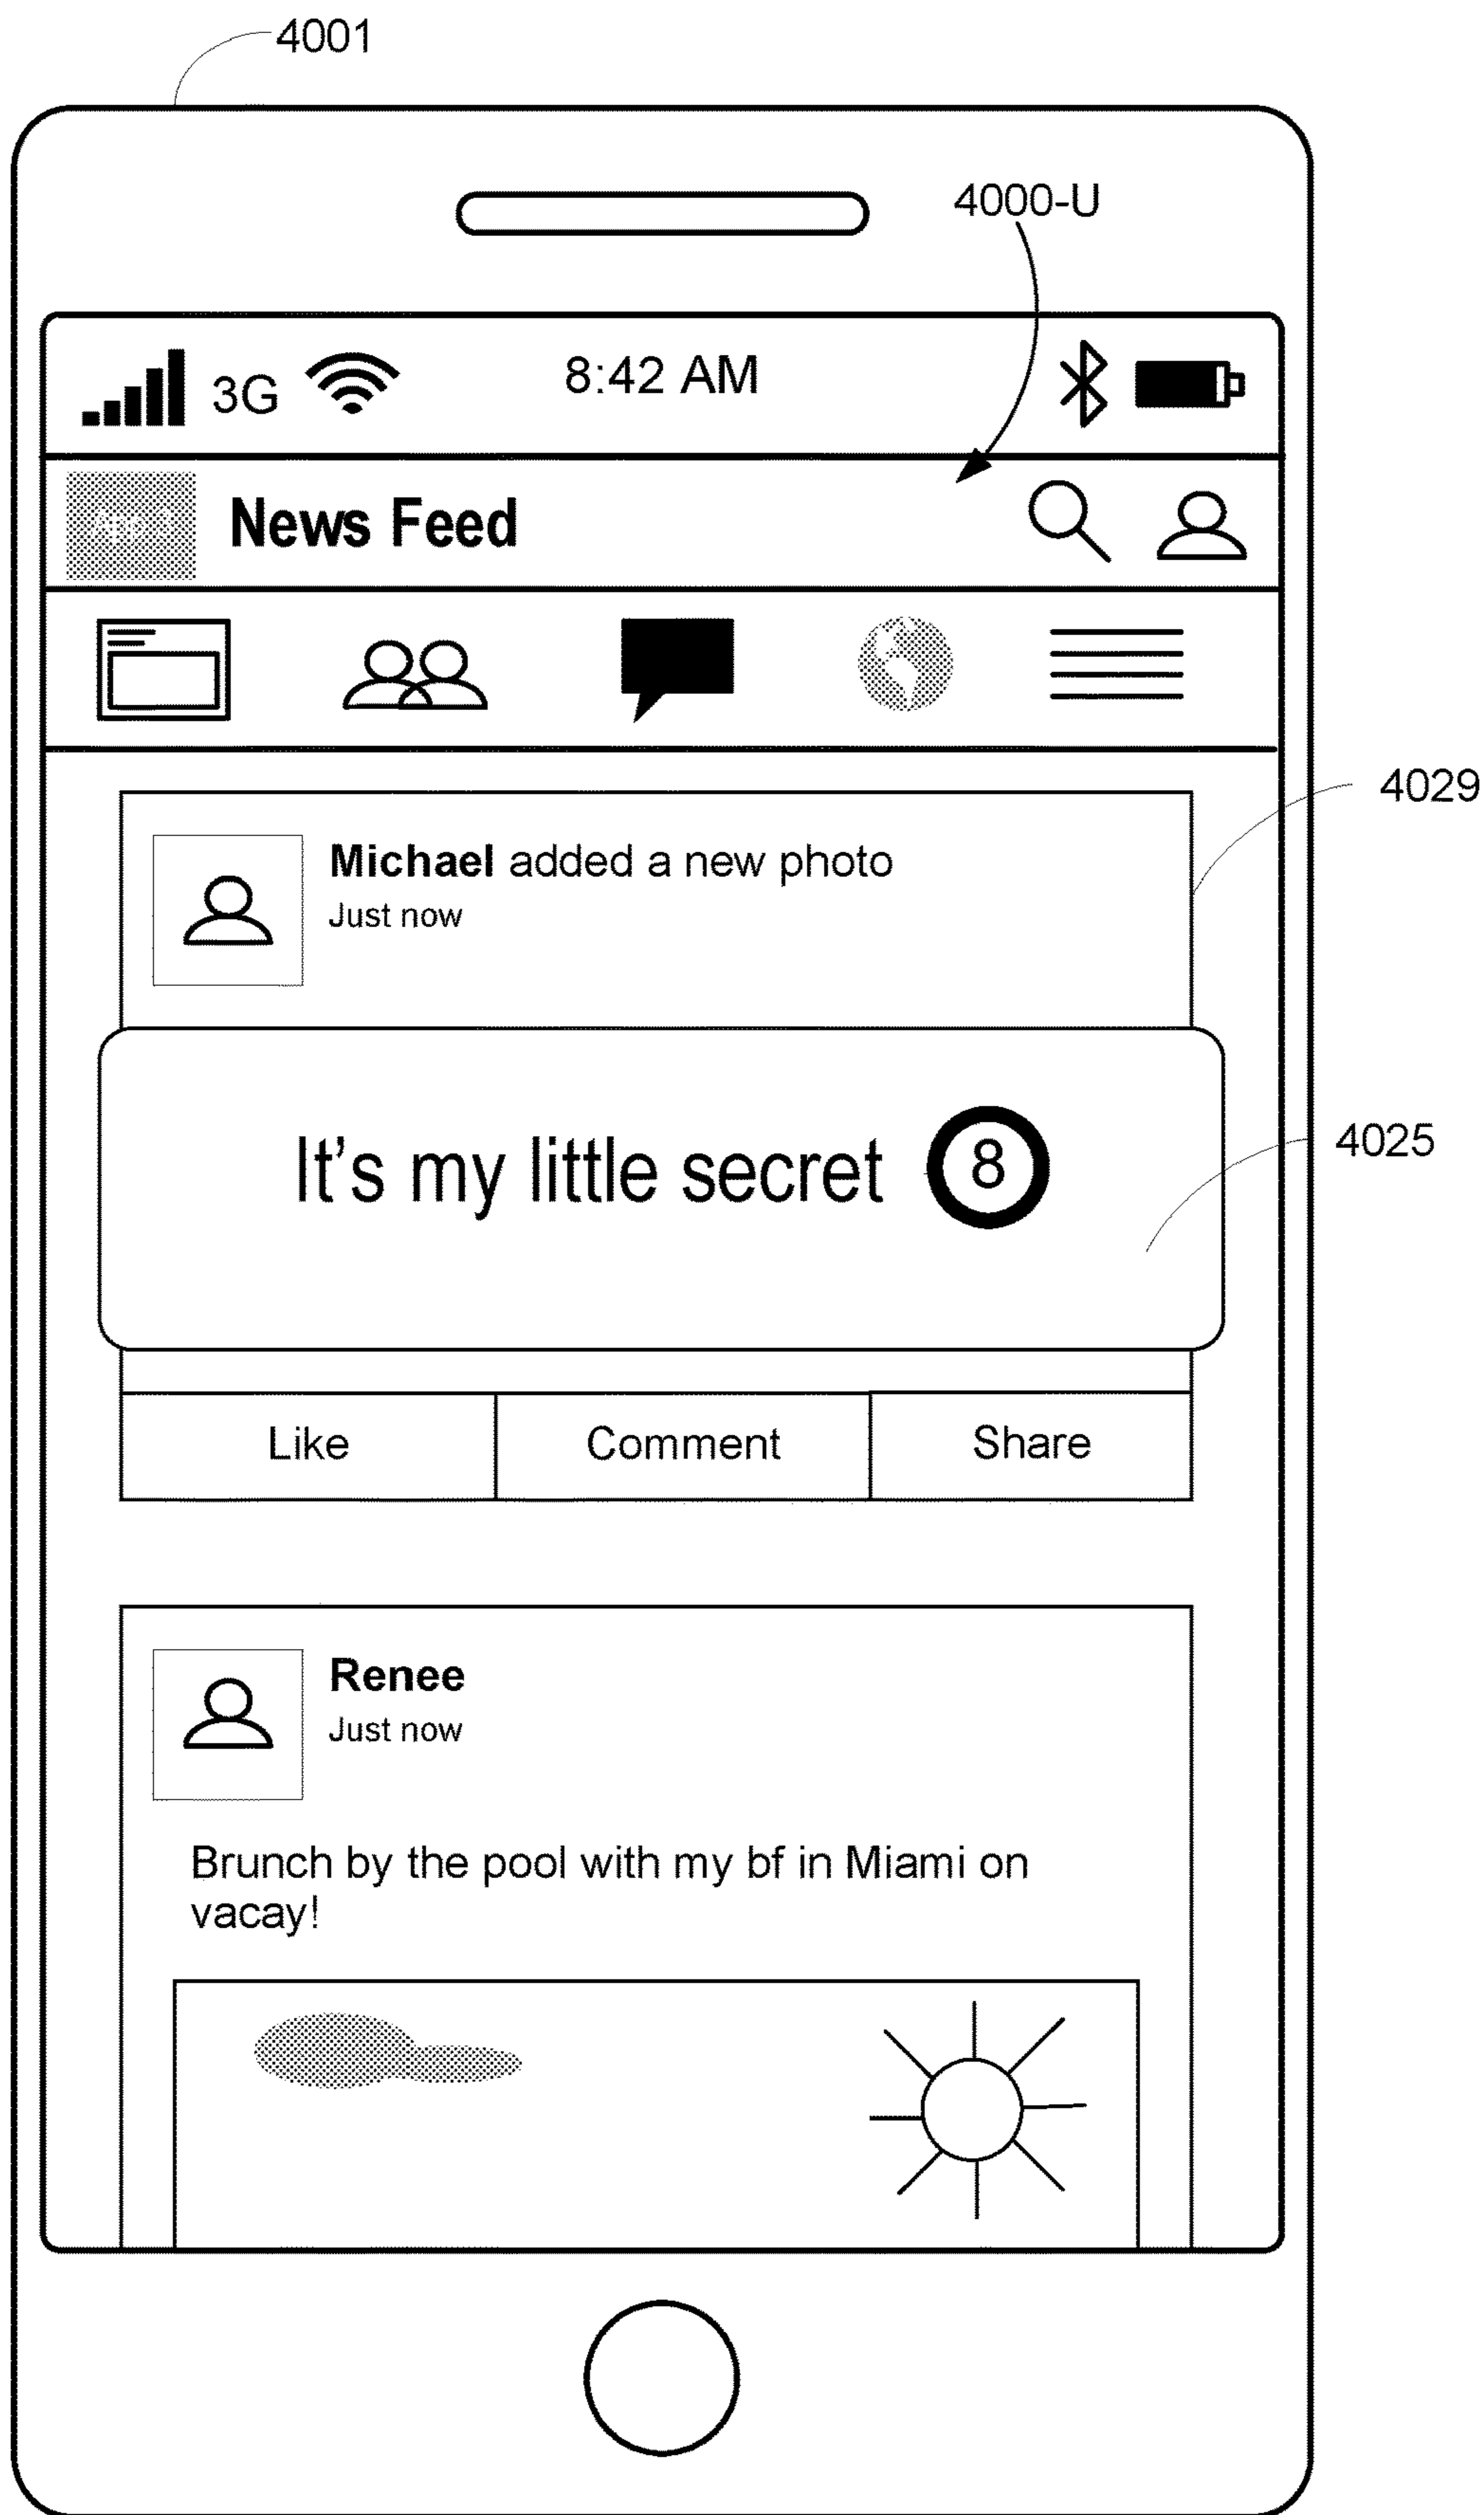 4001
4000-U
3G 8:42 AM
News Feed
4029
Michael added a new photo
Just now
It's my little secret 8
4025
Like Comment Share
Renee
Just now
Brunch by the pool with my bf in Miami on
vacay!